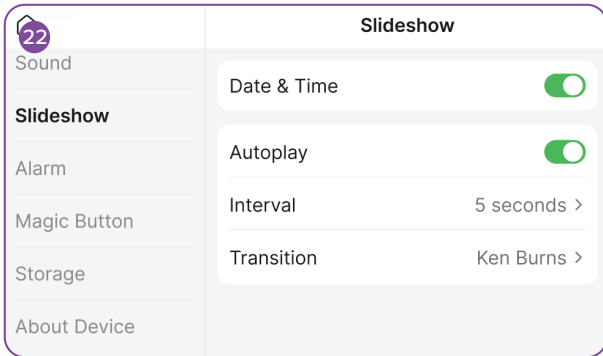 22
Slideshow
Sound
Slideshow
Alarm
Magic Button
Storage
About Device
Date & Time
Autoplay
Interval 5 seconds >
Transition Ken Burns >